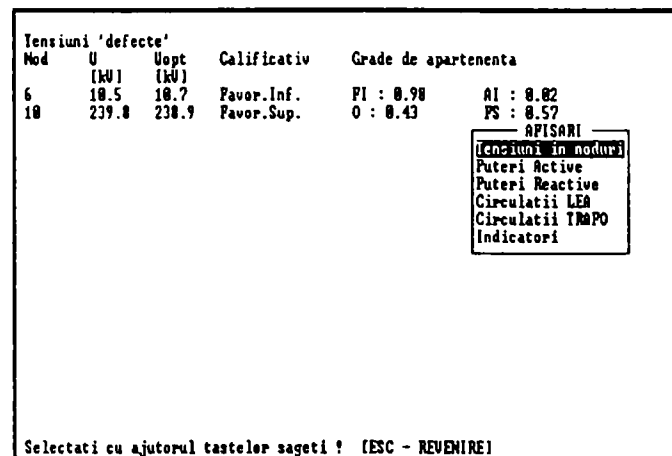 Tensiuni 'defecte'
Nod U Uopt Calificativ Grade de apartenenta
[kV] [kV]
6 10.5 10.7 Favor.Inf. FI : 0.98 AI : 0.02
10 239.8 238.9 Favor.Sup. O : 0.43 FS : 0.57
AFISARI
Tensiuni in noduri
Puteri Active
Puteri Reactive
Circulatii LEA
Circulatii TRAFO
Indicatori
Selectati cu ajutorul tastelor sageti ! [ESC - REVENIRE]